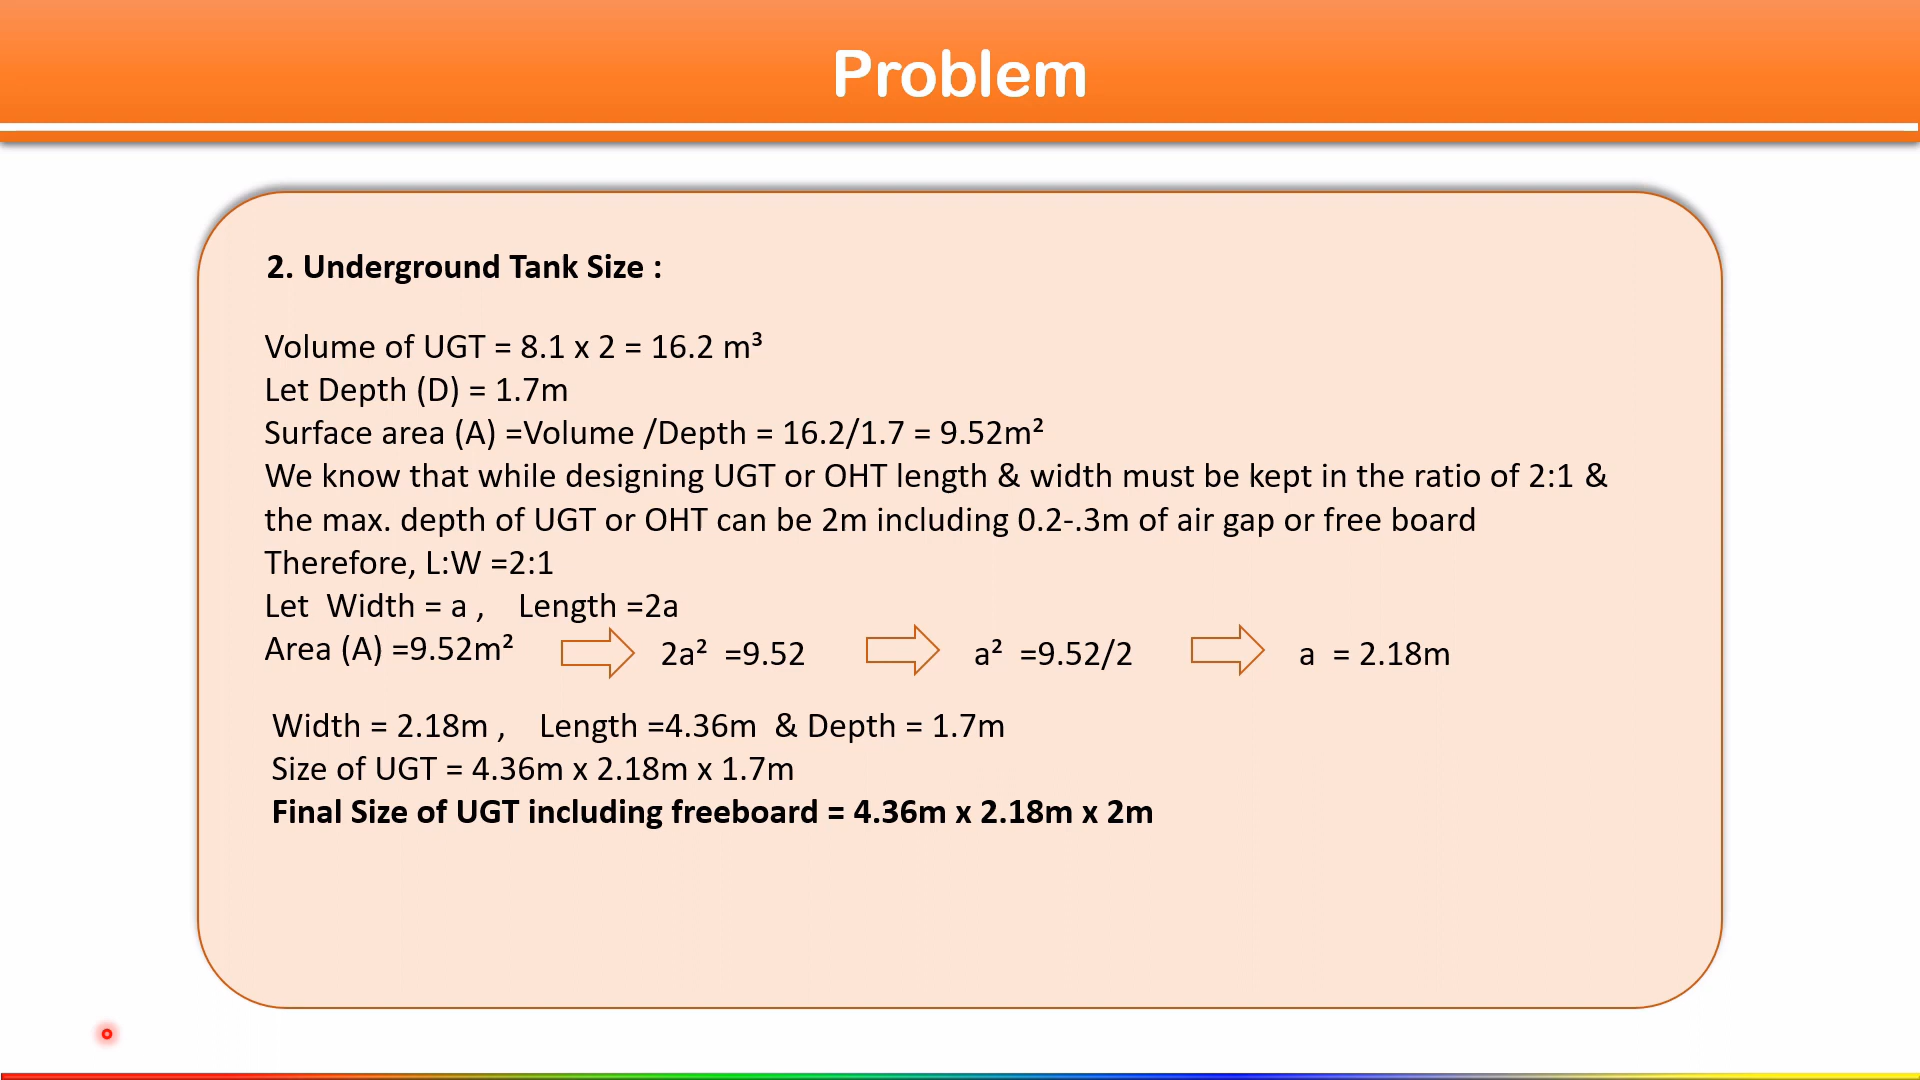 Problem
2. Underground Tank Size :
Volume of UGT = 8.1 x 2 = 16.2 m³
Let Depth (D) = 1.7m
Surface area (A) =Volume /Depth = 16.2/1.7 = 9.52m²
We know that while designing UGT or OHT length & width must be kept in the ratio of 2:1 &
the max. depth of UGT or OHT can be 2m including 0.2-.3m of air gap or free board
Therefore, L:W =2:1
Let Width = a , Length =2a
Area (A) =9.52m² 2a² =9.52 a² =9.52/2 a = 2.18m
Width = 2.18m , Length =4.36m & Depth = 1.7m
Size of UGT = 4.36m x 2.18m x 1.7m
Final Size of UGT including freeboard = 4.36m x 2.18m x 2m